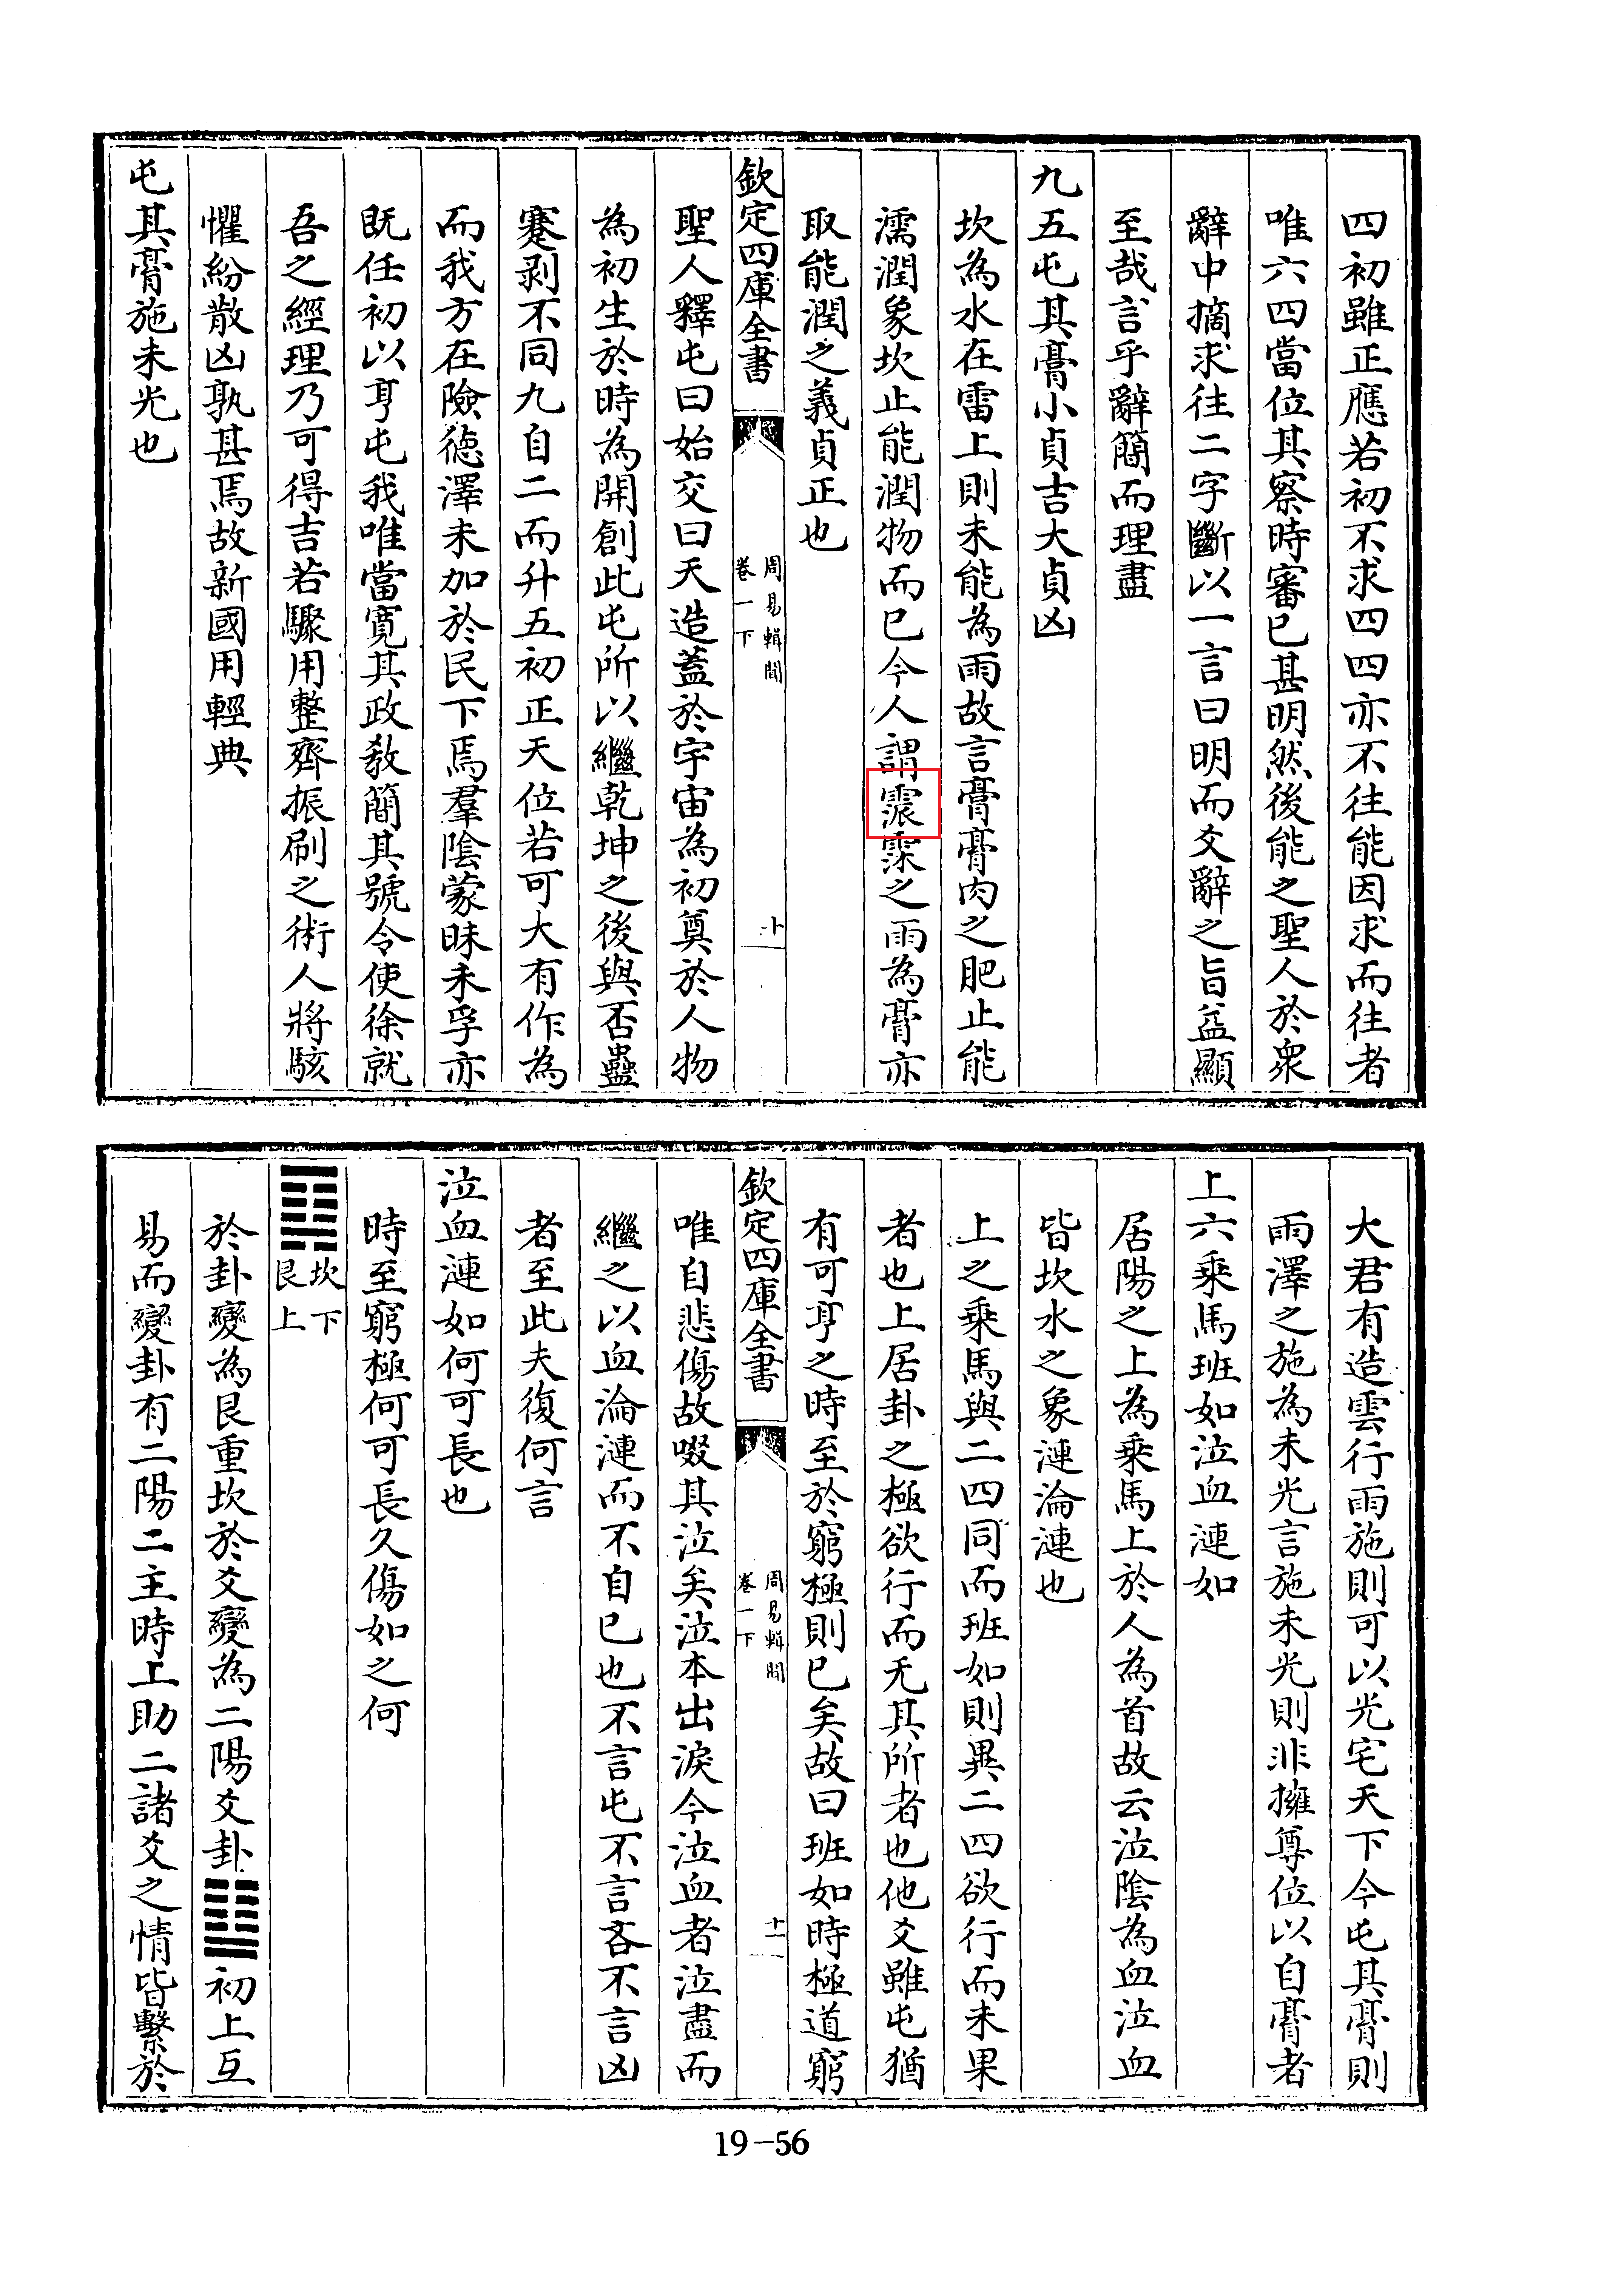 四初雖正應若初不求四四亦不往能因求而往者
唯六四當位其察時審已甚明然後能之聖人於衆
辭中摘求往二字斷以一言曰明而爻辭之旨益顯
至哉言乎辭簡而理盡
九五屯其膏小貞吉大貞凶
坎為水在雷上則未能為雨故言膏膏肉之肥止能
濡潤象坎止能潤物而已今人謂霡霂之雨為膏亦
取能潤之義貞正也
欽定四庫全書
周易輯聞
卷一下
十
聖人釋屯曰始交曰天造蓋於宇宙為初奠於人物
為初生於時為開創此屯所以繼乾坤之後與否蠱
蹇剥不同九自二而升五初正天位若可大有作為
而我方在險德澤未加於民下焉羣陰蒙昧未孚亦
既任初以亨屯我唯當寛其政教簡其號令使徐就
吾之經理乃可得吉若驟用整齊振刷之術人將駭
懼紛散凶孰甚焉故新國用輕典
屯其膏施未光也
大君有造雲行雨施則可以光宅天下今屯其膏則
雨澤之施為未光言施未光則非擁尊位以自膏者
上六乘馬班如泣血漣如
居陽之上為乘馬上於人為首故云泣陰為血泣血
皆坎水之象漣淪漣也
上之乘馬與二四同而班如則異二四欲行而未果
者也上居卦之極欲行而无其所者也他爻雖屯猶
有可亨之時至於窮極則已矣故曰班如時極道窮
欽定四庫全書
周易輯聞
卷一下
十一
唯自悲傷故啜其泣矣泣本出淚今泣血者泣盡而
繼之以血淪漣而不自已也不言屯不言吝不言凶
者至此夫復何言
泣血漣如何可長也
時至窮極何可長久傷如之何
䷃坎下
艮上
於卦變為艮重坎於爻變為二陽爻卦䷒初上互
易而變卦有二陽二主時上助二諸爻之情皆繫於
19-56